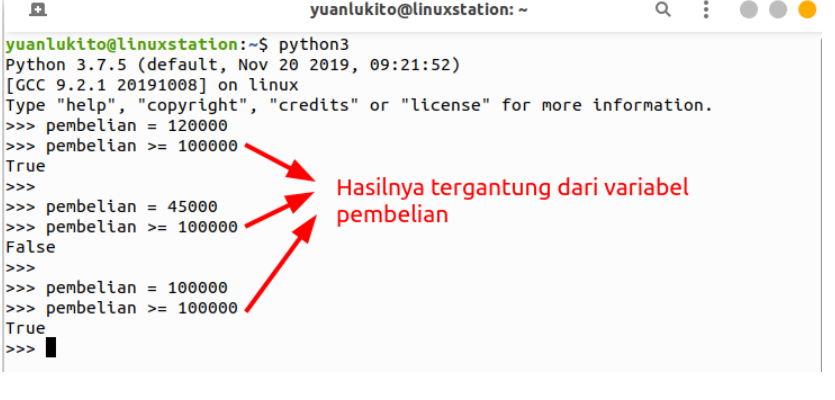 yuanlukito@linuxstation: ~
yuanlukito@linuxstation:~$ python3
Python 3.7.5 (default, Nov 20 2019, 09:21:52)
[GCC 9.2.1 20191008] on linux
Type "help", "copyright", "credits" or "license" for more information.
>>> pembelian = 120000
>>> pembelian >= 100000
True
>>>
>>> pembelian = 45000
>>> pembelian >= 100000
False
>>>
>>> pembelian = 100000
>>> pembelian >= 100000
True
>>>
Hasilnya tergantung dari variabel
pembelian